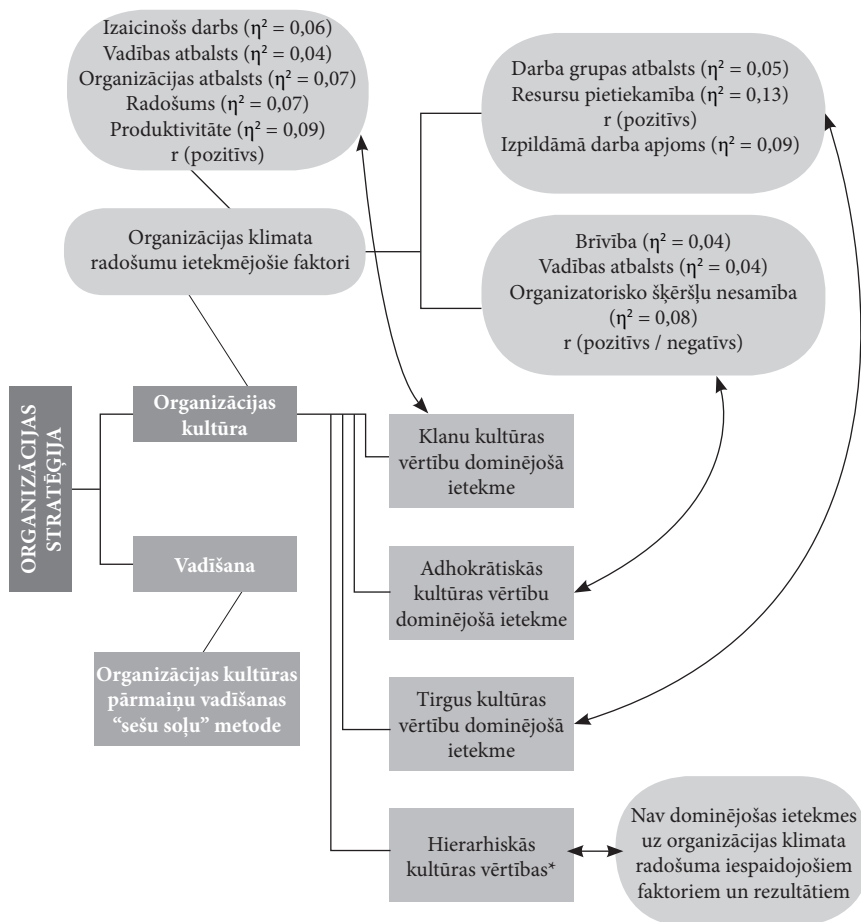 Izaicinošs darbs (η² = 0,06)
Vadības atbalsts (η² = 0,04)
Organizācijas atbalsts (η² = 0,07)
Radošums (η² = 0,07)
Produktivitāte (η² = 0,09)
r (pozitīvs)
Darba grupas atbalsts (η² = 0,05)
Resursu pietiekamība (η² = 0,13)
r (pozitīvs)
Izpildāmā darba apjoms (η² = 0,09)
Organizācijas klimata
radošumu ietekmējošie faktori
Brīvība (η² = 0,04)
Vadības atbalsts (η² = 0,04)
Organizatorisko šķēršļu nesamība
(η² = 0,08)
r (pozitīvs / negatīvs)
ORGANIZĀCIJAS
STRATĒĢIJA
Organizācijas
kultūra
Klanu kultūras
vērtību dominējošā
ietekme
Vadīšana
Adhokrātiskās
kultūras vērtību
dominējošā ietekme
Organizācijas kultūras
pārmaiņu vadīšanas
“sešu soļu” metode
Tirgus kultūras
vērtību dominējošā
ietekme
Hierarhiskās
kultūras vērtības*
Nav dominējošas ietekmes
uz organizācijas klimata
radošuma iespaidojošiem
faktoriem un rezultātiem